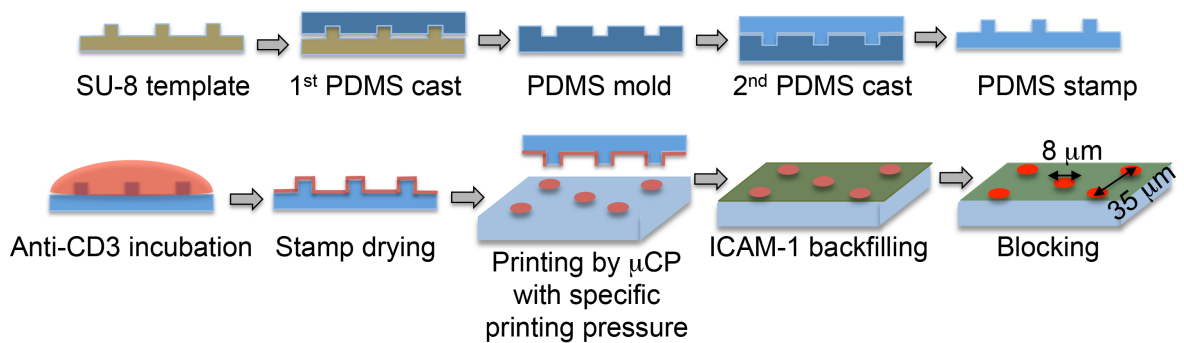 SU-8 template
1st PDMS cast
PDMS mold
2nd PDMS cast
PDMS stamp
8 μm
35 μm
Anti-CD3 incubation
Stamp drying
Printing by μCP
with specific
printing pressure
ICAM-1 backfilling
Blocking